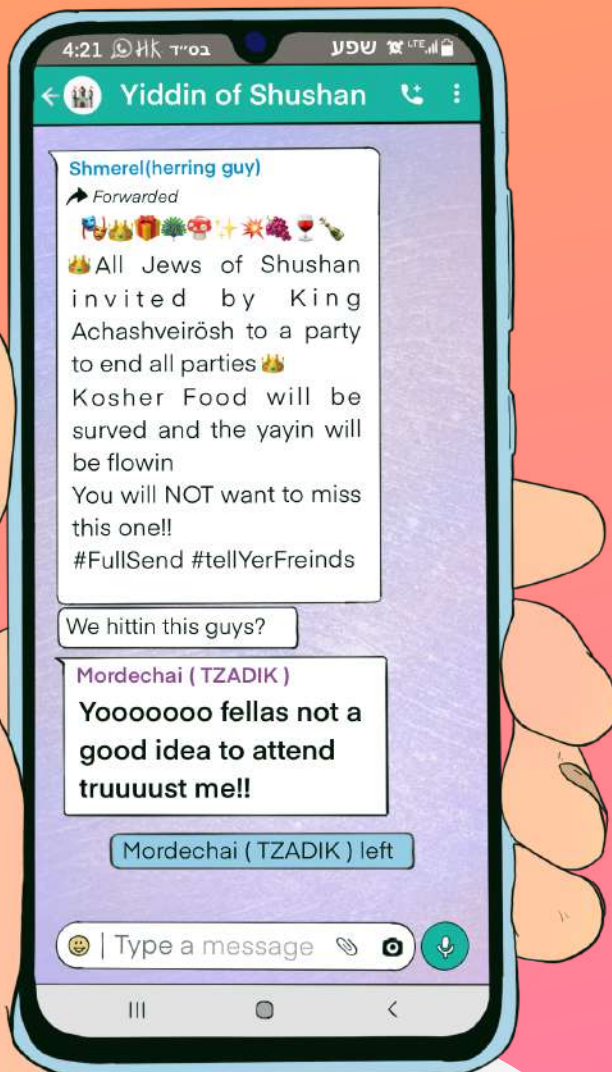 4:21 HK בס״ד שפע LTE
Yiddin of Shushan
Shmerel(herring guy)
Forwarded
All Jews of Shushan
invited by King
Achashveirösh to a party
to end all parties
Kosher Food will be
surved and the yayin will
be flowin
You will NOT want to miss
this one!!
#FullSend #tellYerFreinds
We hittin this guys?
Mordechai ( TZADIK )
Yooooooo fellas not a
good idea to attend
truuuust me!!
Mordechai ( TZADIK ) left
Type a message